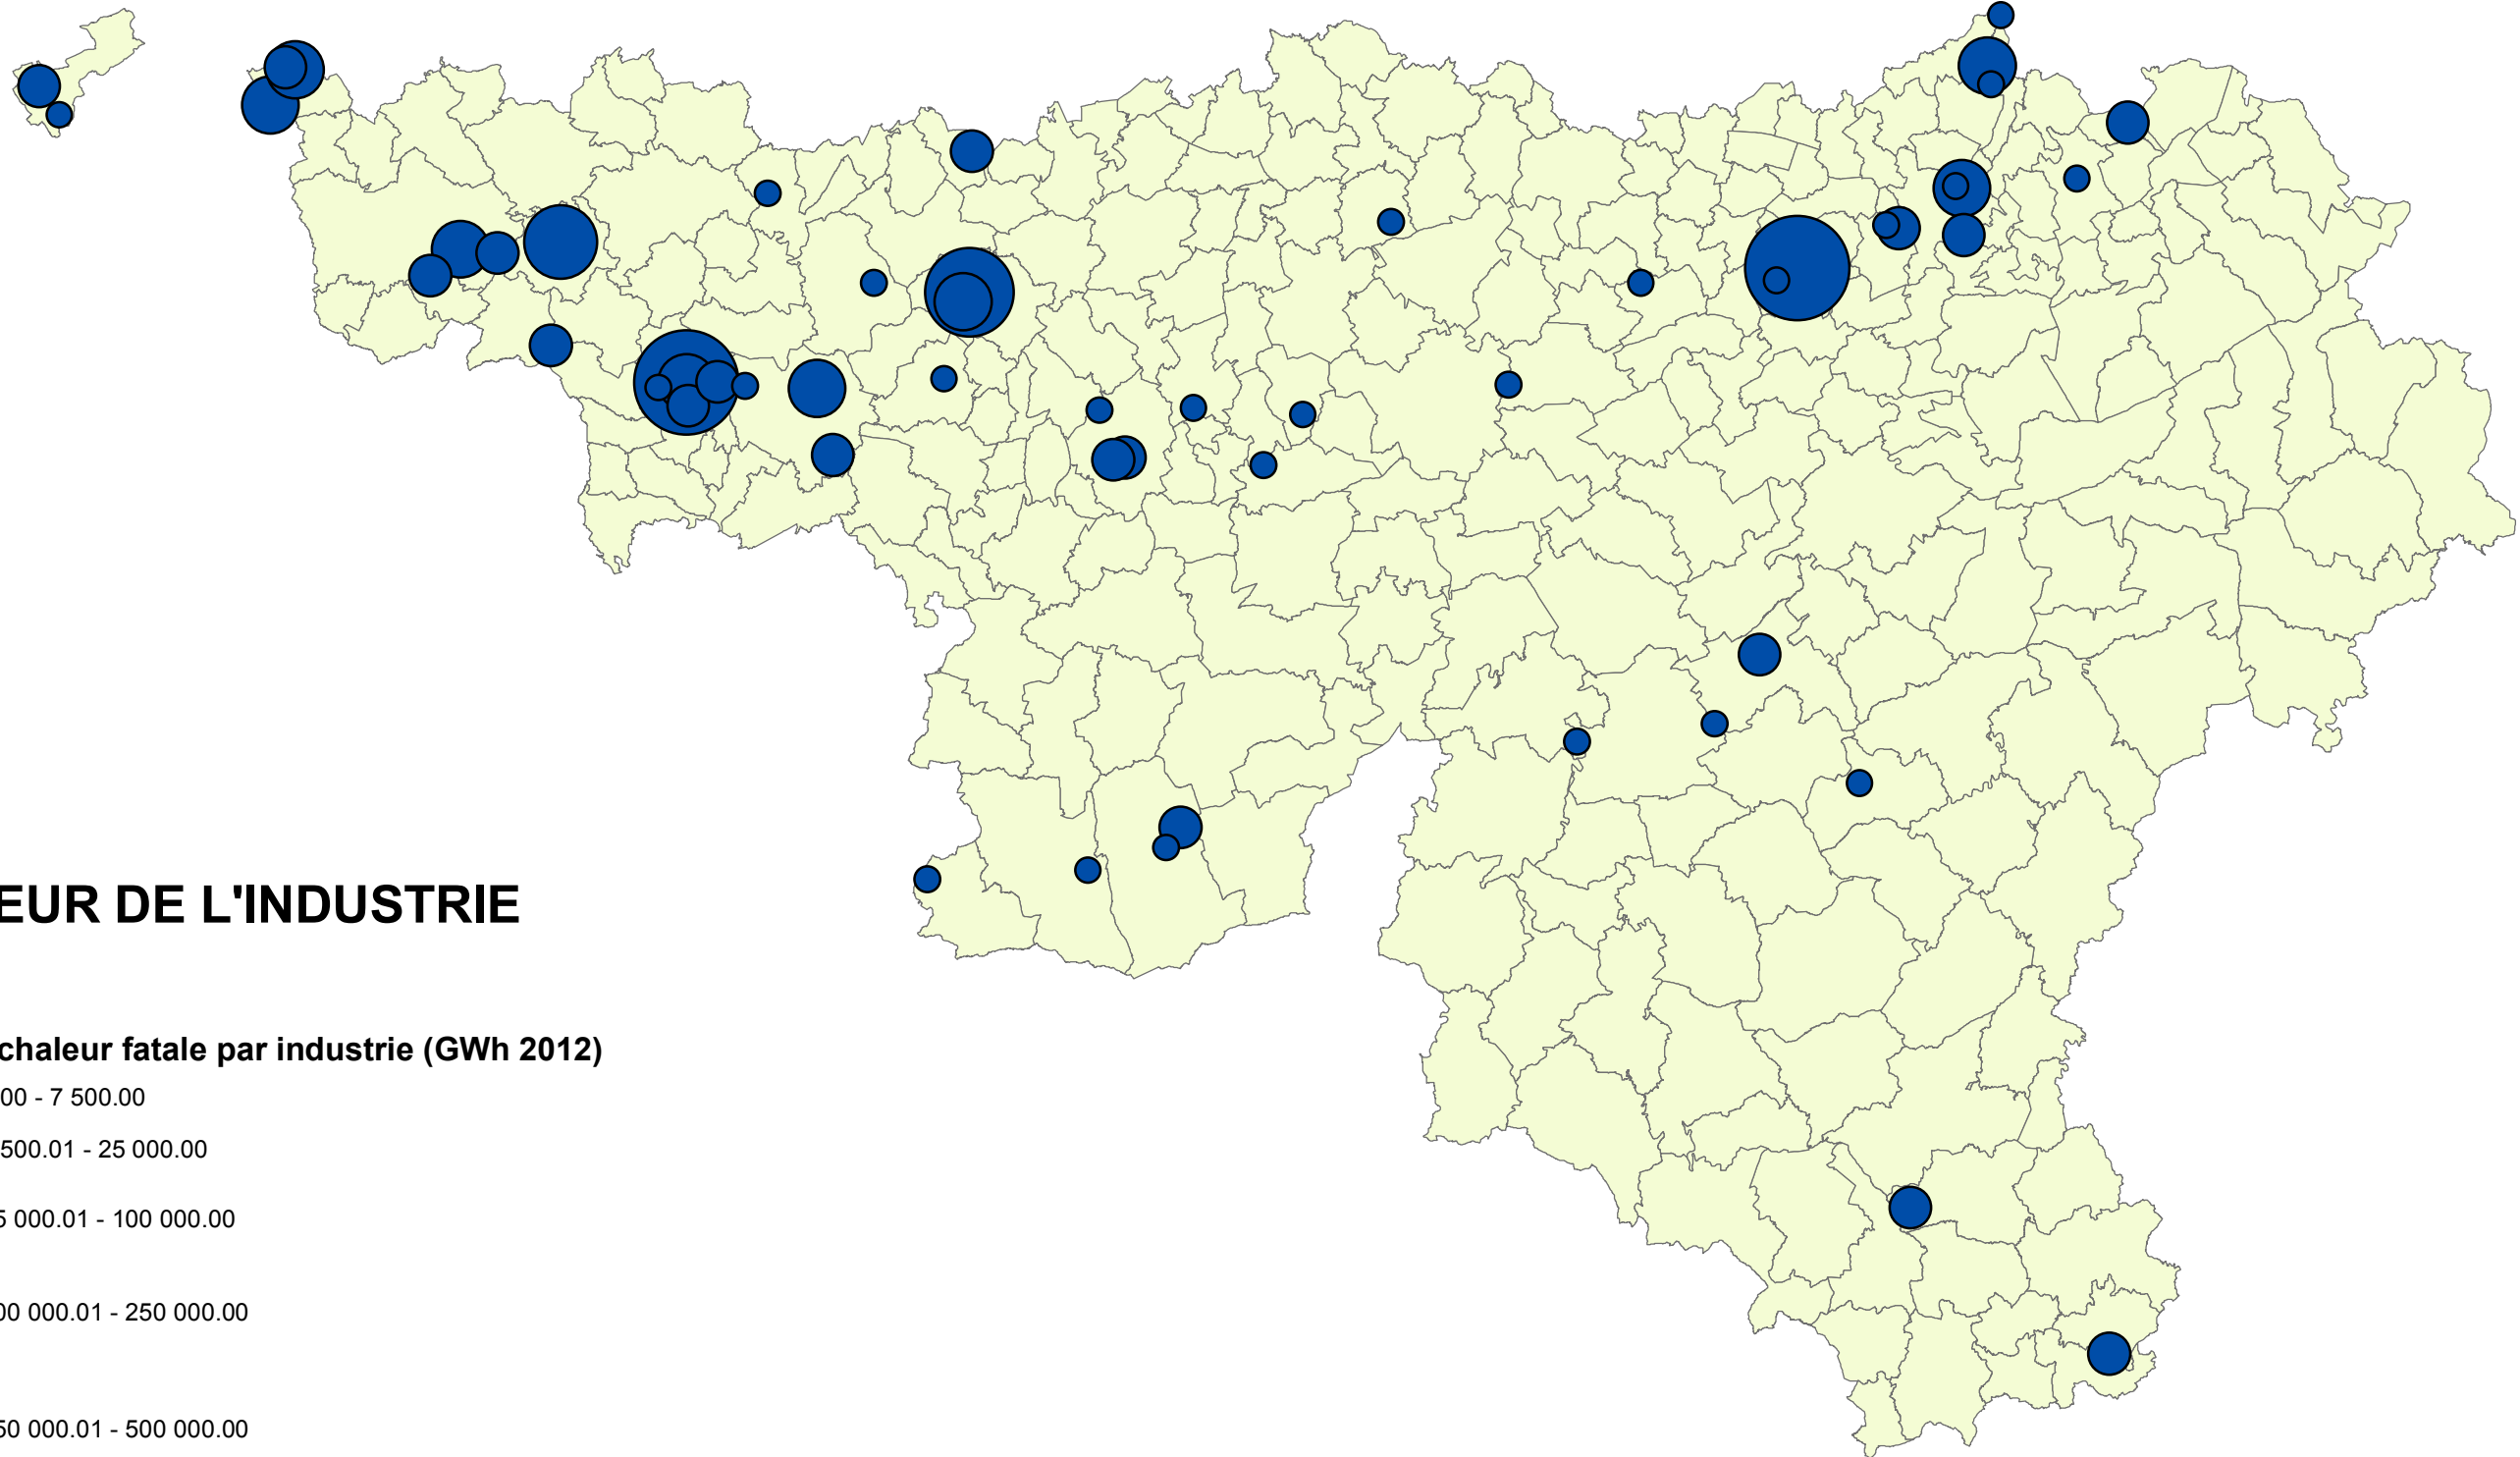 EUR DE L'INDUSTRIE
chaleur fatale par industrie (GWh 2012)
00 - 7 500.00
500.01 - 25 000.00
5 000.01 - 100 000.00
00 000.01 - 250 000.00
50 000.01 - 500 000.00